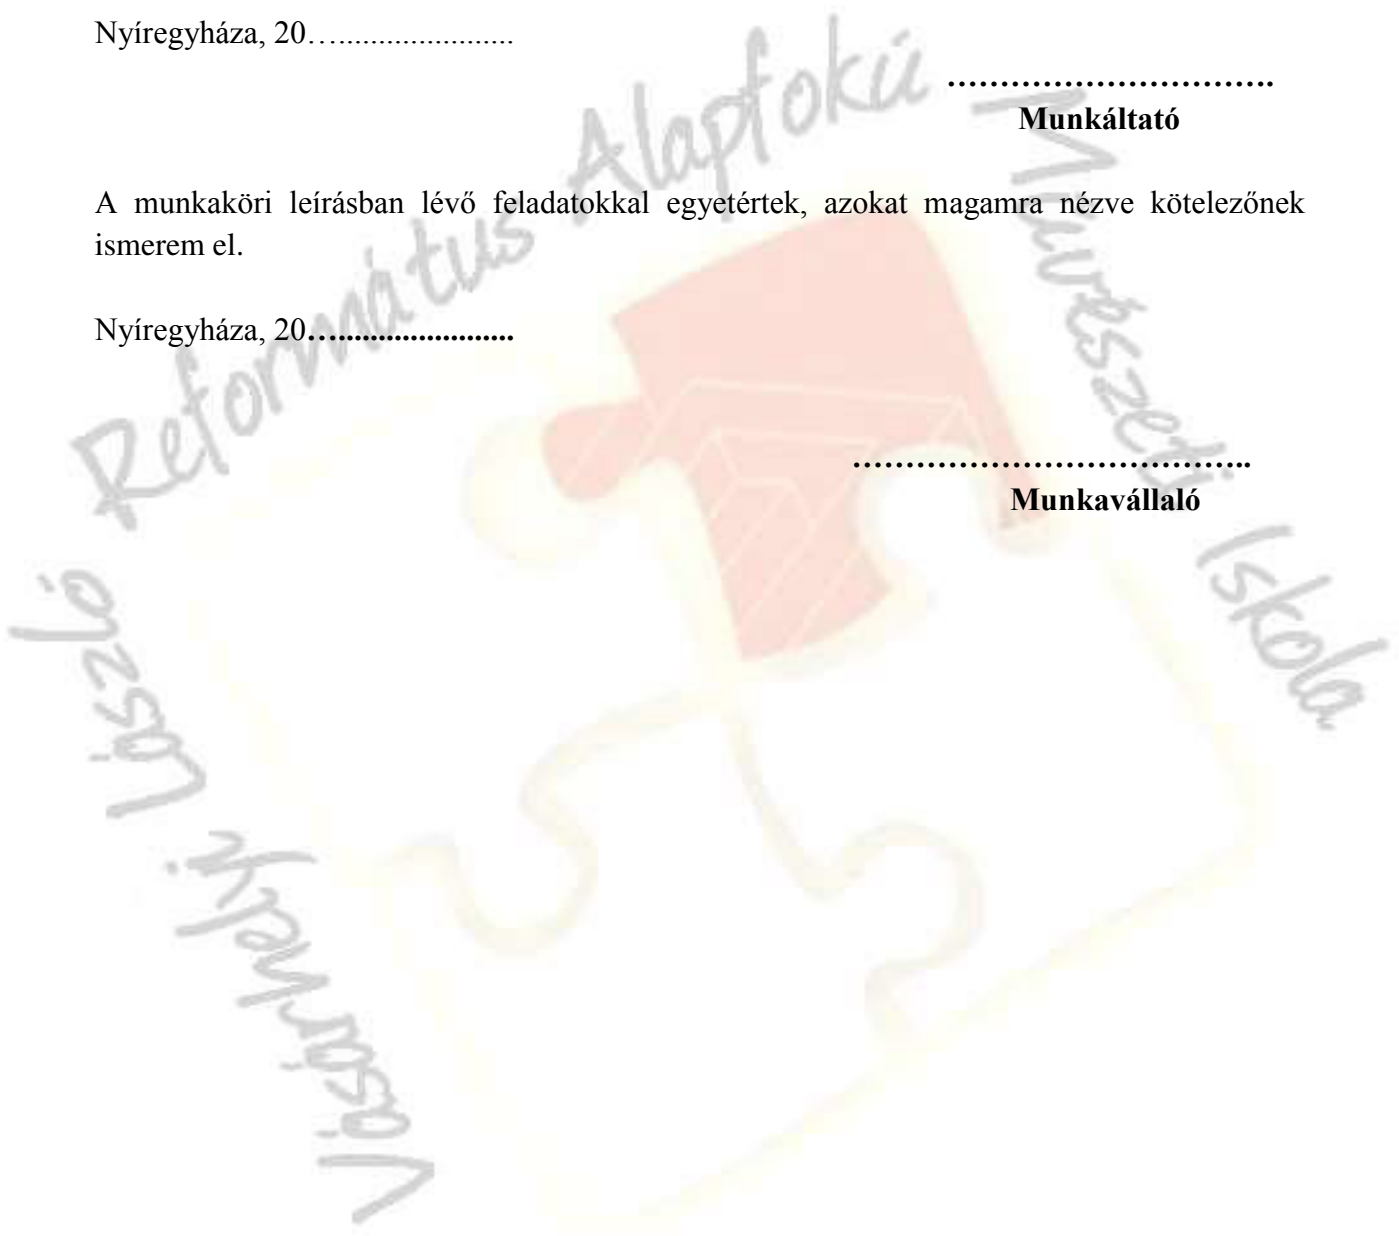 Nyíregyháza, 20…......................
…………………………….
Munkáltató
A munkaköri leírásban lévő feladatokkal egyetértek, azokat magamra nézve kötelezőnek
ismerem el.
Nyíregyháza, 20…......................
………………………………..
Munkavállaló
Vásárhelyi László
Református Alapfokú Művészeti Iskola